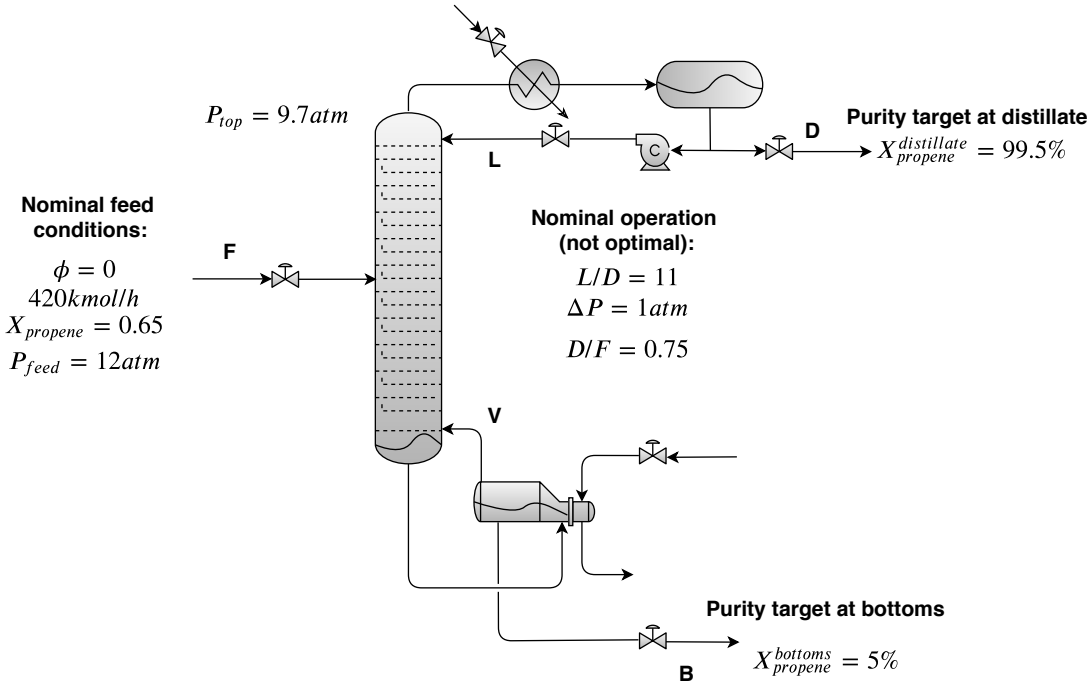 P_top = 9.7atm
L
C
D
Purity target at distillate
X_propene^distillate = 99.5%
Nominal feed
conditions:
ϕ = 0
420kmol/h
X_propene = 0.65
P_feed = 12atm
F
Nominal operation
(not optimal):
L/D = 11
ΔP = 1atm
D/F = 0.75
V
B
Purity target at bottoms
X_propene^bottoms = 5%